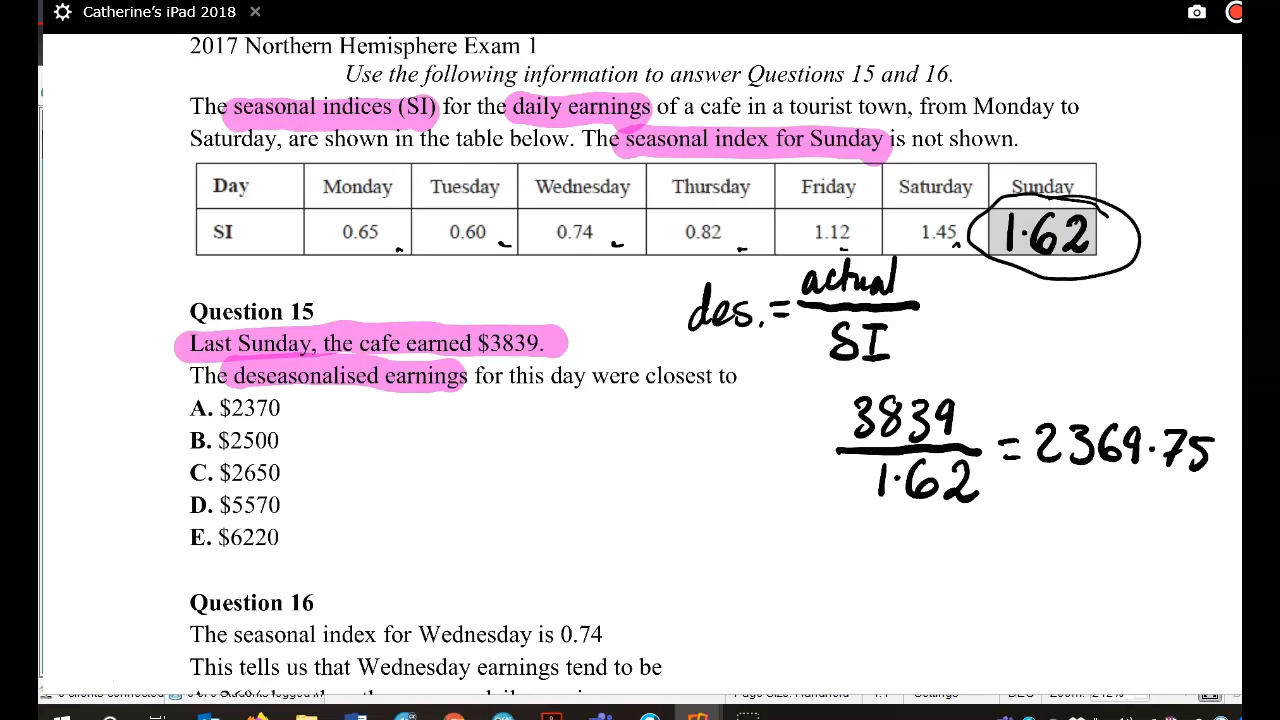 Catherine's iPad 2018
2017 Northern Hemisphere Exam 1
Use the following information to answer Questions 15 and 16.
The seasonal indices (SI) for the daily earnings of a cafe in a tourist town, from Monday to
Saturday, are shown in the table below. The seasonal index for Sunday is not shown.
Day Monday Tuesday Wednesday Thursday Friday Saturday Sunday
SI 0.65 0.60 0.74 0.82 1.12 1.45 1.62
des. = actual
SI
Question 15
Last Sunday, the cafe earned $3839.
The deseasonalised earnings for this day were closest to
A. $2370
B. $2500
C. $2650
D. $5570
E. $6220
3839
1.62 = 2369.75
Question 16
The seasonal index for Wednesday is 0.74
This tells us that Wednesday earnings tend to be